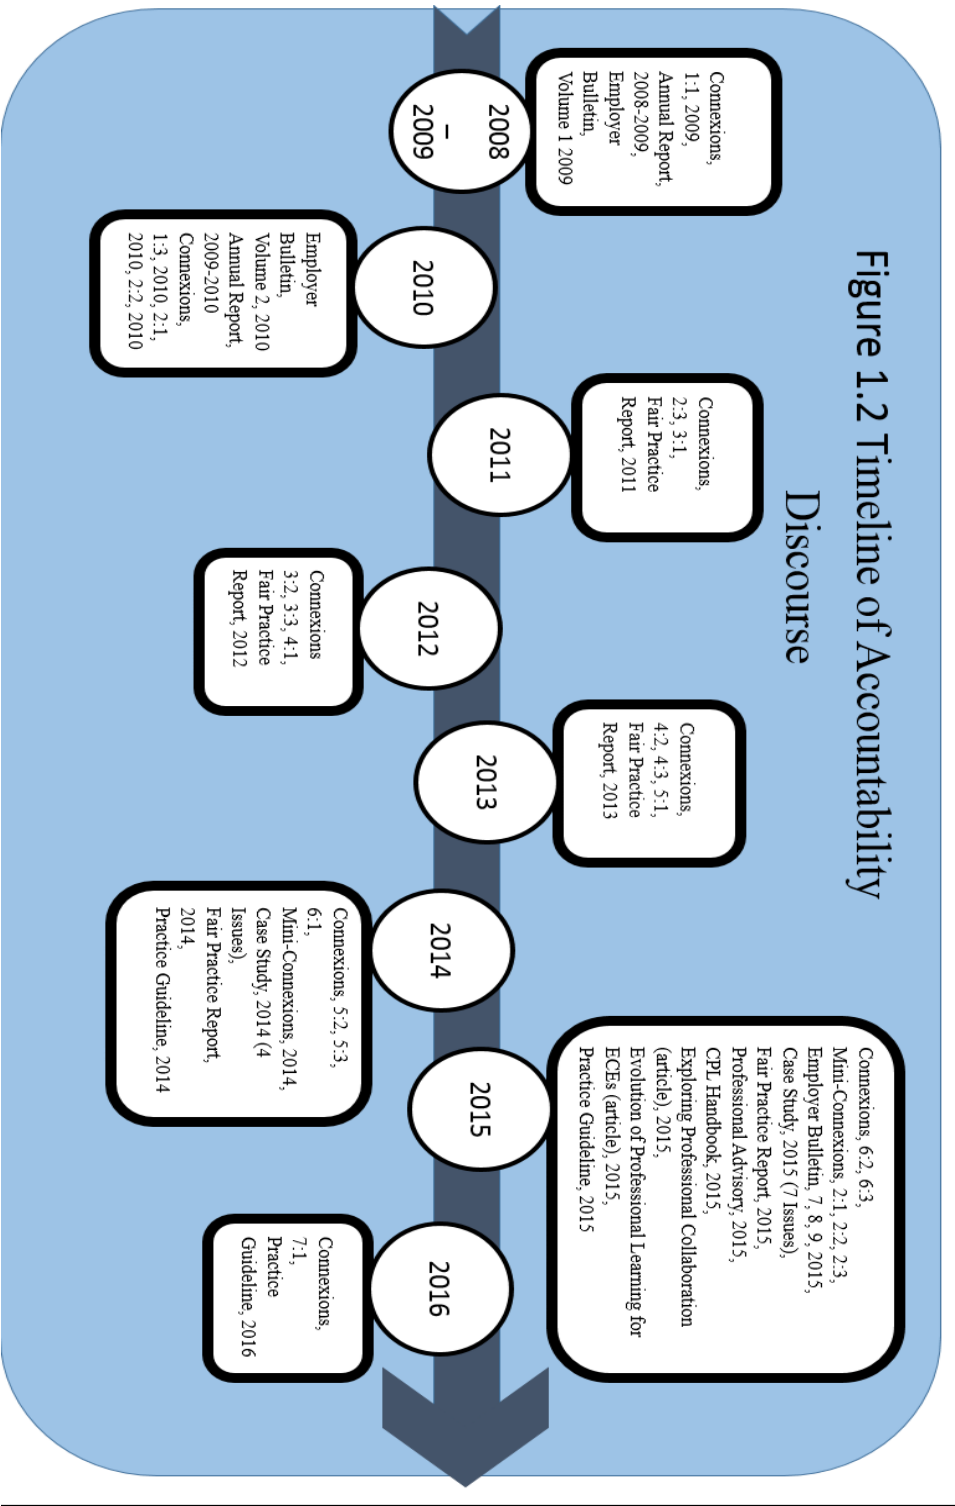 Figure 1.2 Timeline of Accountability
Discourse
2008
–
2009
Connexions,
1:1, 2009,
Annual Report,
2008-2009,
Employer
Bulletin,
Volume 1 2009
2010
Employer
Bulletin,
Volume 2, 2010
Annual Report,
2009-2010
Connexions,
1:3, 2010, 2:1,
2010, 2:2, 2010
2011
Connexions,
2:3, 3:1,
Fair Practice
Report, 2011
2012
Connexions
3:2, 3:3, 4:1,
Fair Practice
Report, 2012
2013
Connexions,
4:2, 4:3, 5:1,
Fair Practice
Report, 2013
2014
Connexions, 5:2, 5:3,
6:1,
Mini-Connexions, 2014,
Case Study, 2014 (4
Issues),
Fair Practice Report,
2014,
Practice Guideline, 2014
2015
Connexions, 6:2, 6:3,
Mini-Connexions, 2:1, 2:2, 2:3,
Employer Bulletin, 7, 8, 9, 2015,
Case Study, 2015 (7 Issues),
Fair Practice Report, 2015,
Professional Advisory, 2015,
CPL Handbook, 2015,
Exploring Professional Collaboration
(article), 2015,
Evolution of Professional Learning for
ECEs (article), 2015,
Practice Guideline, 2015
2016
Connexions,
7:1,
Practice
Guideline, 2016